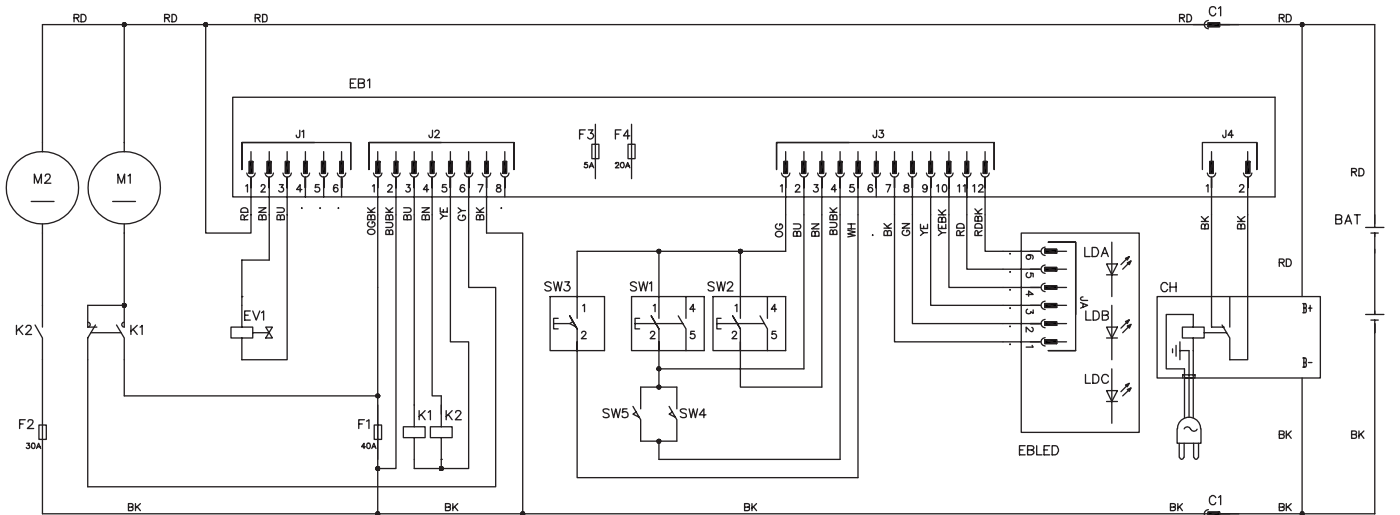 RD RD RD RD C1 RD
EB1
J1 J2 F3 F4 J3 J4
5A 20A
M2 M1
1 2 3 4 5 6 1 2 3 4 5 6 7 8 1 2 3 4 5 6 7 8 9 10 11 12 1 2
RD
RD BN BU . . . OGBK BUBK BU BN YE GY BK . OG BU BN BUBK WH . BK GN YE YEBK RD RDBK BK BK
BAT
6 5 4 3 2 1 JA LDA
RD
SW3 SW1 SW2 CH
1 1 4 1 4
EV1 B+
K2 K1 LDB
2 2 5 2 5
B-
LDC
SW5 SW4
K1 K2
F2 F1
30A 40A
BK BK
EBLED
BK BK BK BK C1 BK